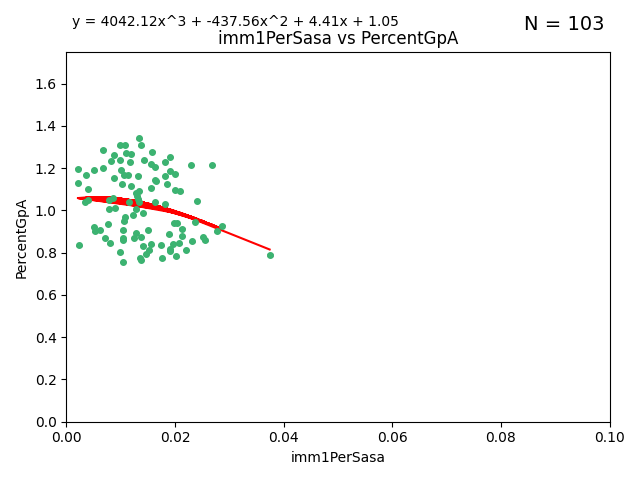 y = 4042.12x^3 + -437.56x^2 + 4.41x + 1.05
N = 103
imm1PerSasa vs PercentGpA
1.6
1.4
1.2
1.0
0.8
0.6
0.4
0.2
0.0
PercentGpA
0.00 0.02 0.04 0.06 0.08 0.10
imm1PerSasa